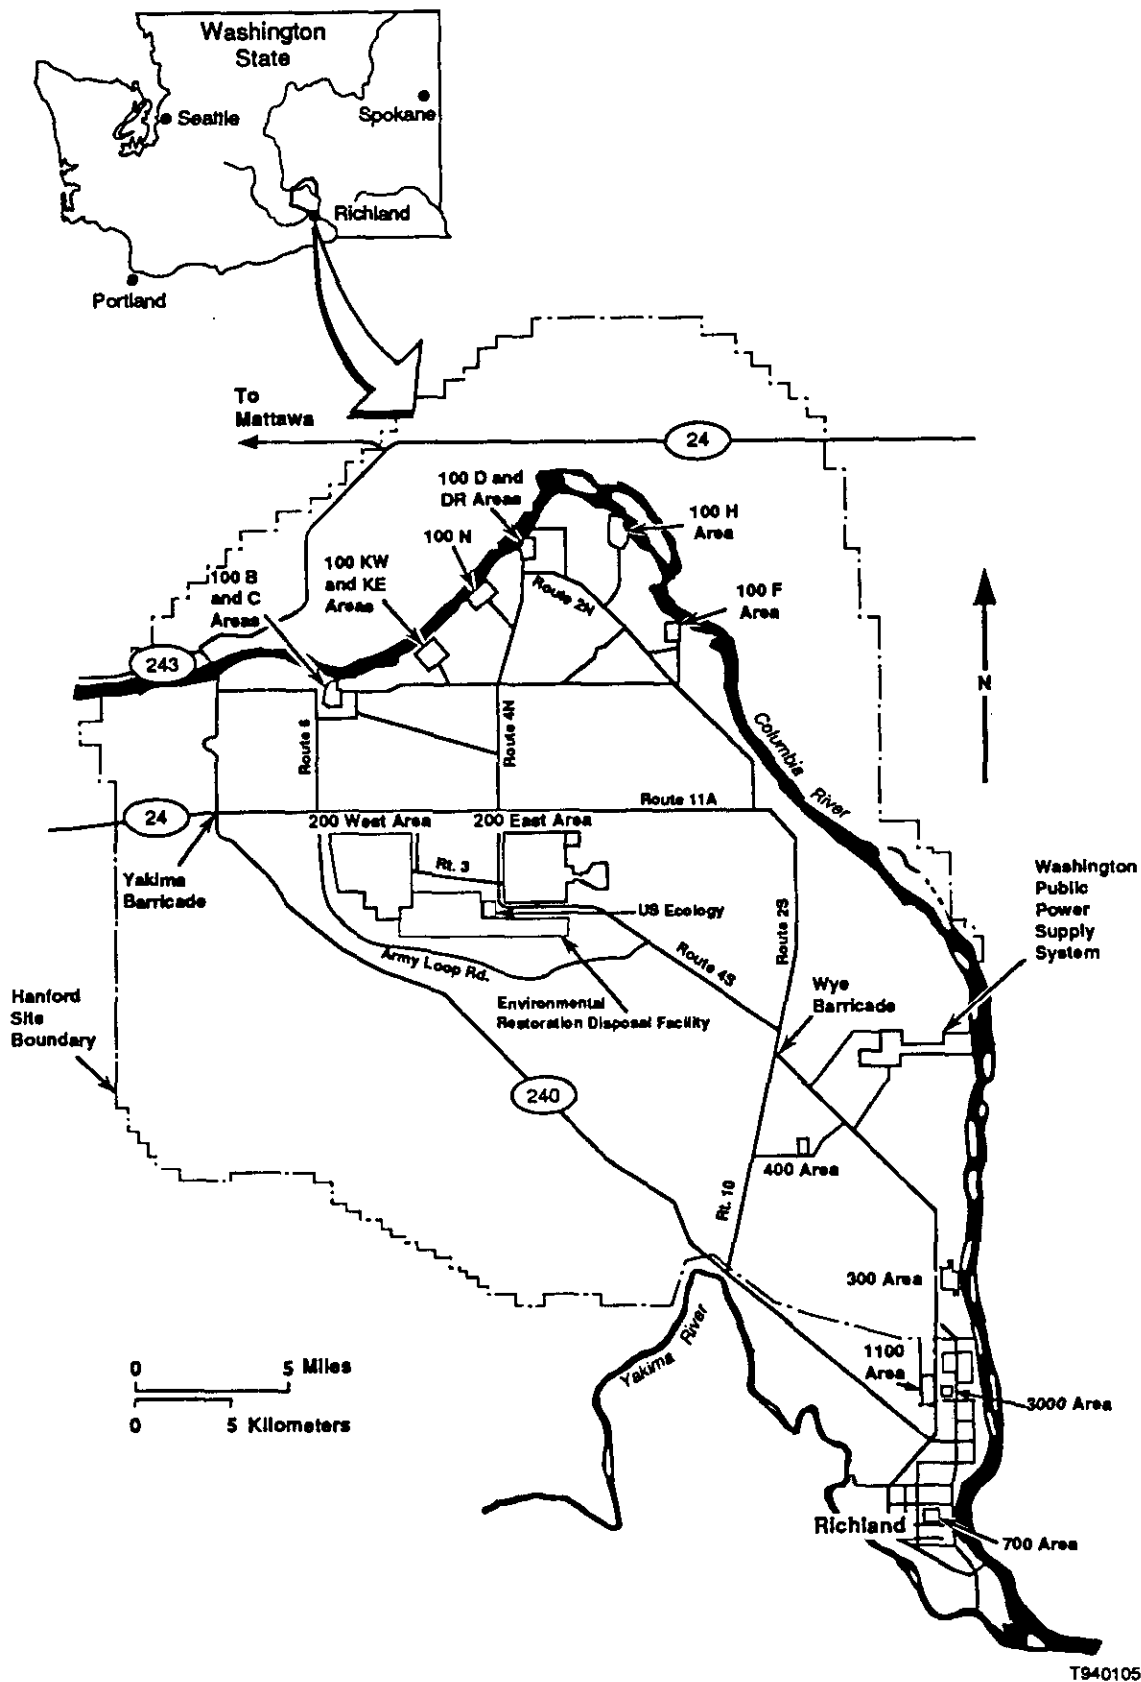 Washington
State
Seattle
Spokane
Richland
Portland
To
Mattawa
24
100 D and
DR Areas
100 H
Area
100 N
100 KW
and KE
Areas
100 B
and C
Areas
Route 2N
100 F
Area
243
N
Route 6
Route 4N
Columbia
River
Route 11A
24
200 West Area
200 East Area
Rt. 3
Yakima
Barricade
US Ecology
Washington
Public
Power
Supply
System
Route 2S
Army Loop Rd.
Route 4S
Wye
Barricade
Environmental
Restoration Disposal Facility
Hanford
Site
Boundary
240
400 Area
Rt. 10
300 Area
Yakima River
1100
Area
3000 Area
0 5 Miles
0 5 Kilometers
Richland
700 Area
T940105